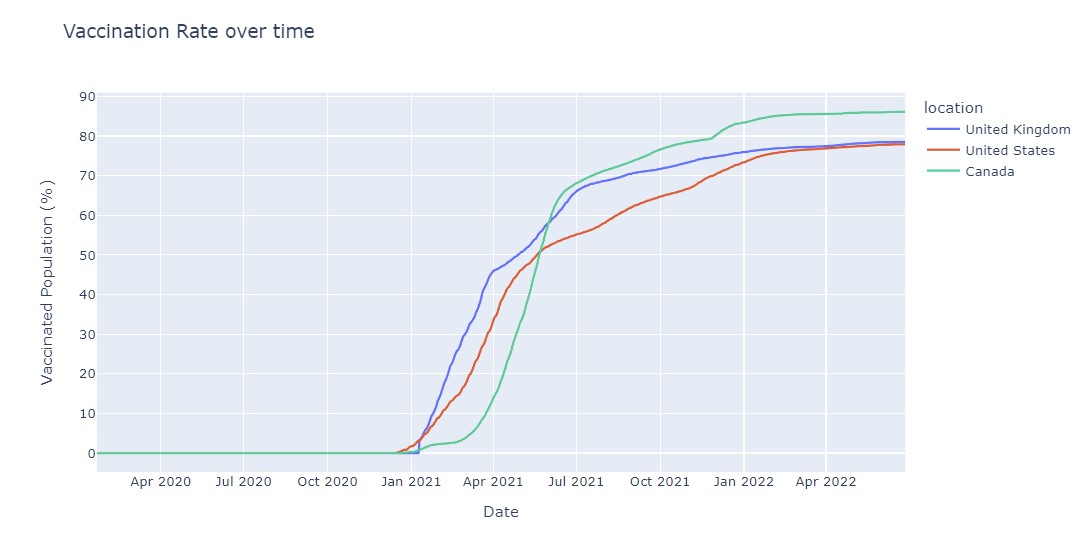 Vaccination Rate over time
90
80
70
60
50
40
30
20
10
0
Vaccinated Population (%)
Apr 2020
Jul 2020
Oct 2020
Jan 2021
Apr 2021
Jul 2021
Oct 2021
Jan 2022
Apr 2022
Date
location
United Kingdom
United States
Canada